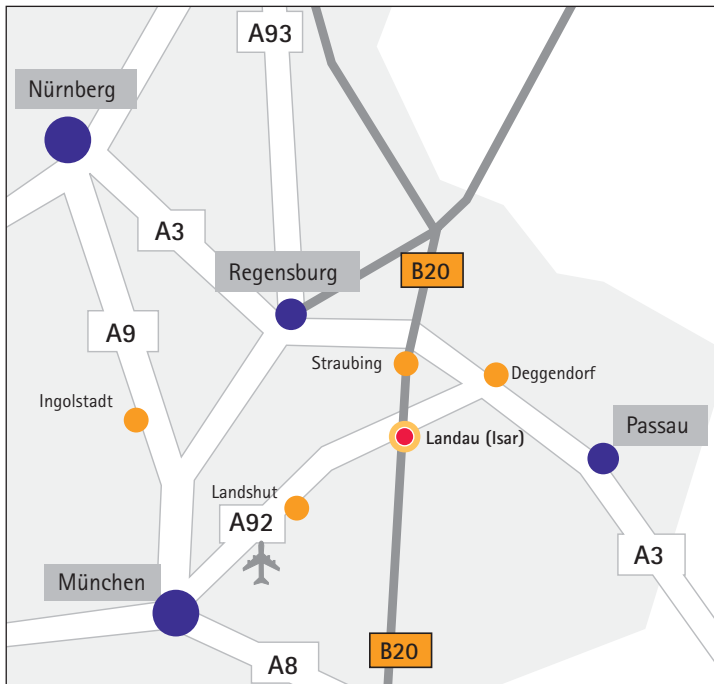 A93
Nürnberg
A3
Regensburg
B20
A9
Straubing
Deggendorf
Ingolstadt
Passau
Landau (Isar)
Landshut
A92
A3
München
B20
A8